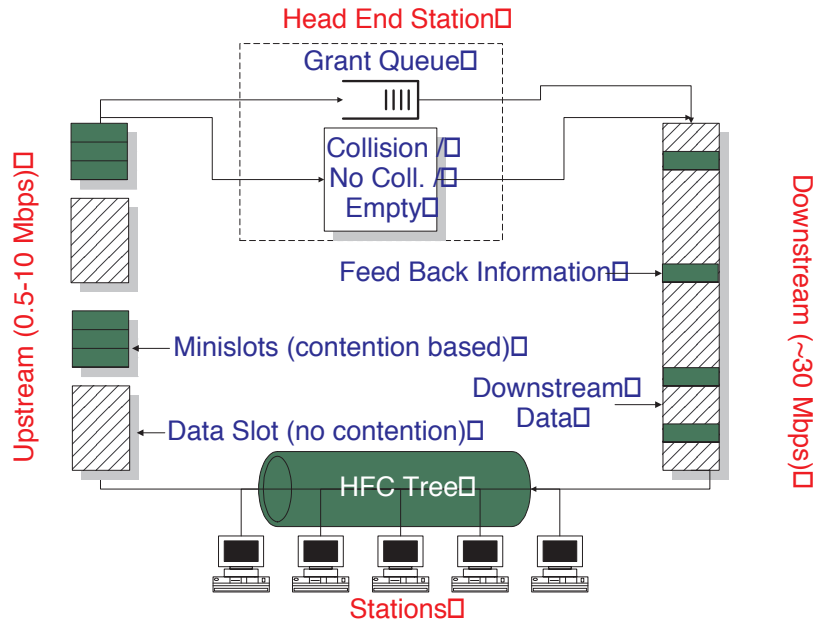 Head End Station
Grant Queue
Collision /
No Coll. /
Empty
Upstream (0.5-10 Mbps)
Downstream (~30 Mbps)
Feed Back Information
Minislots (contention based)
Downstream
Data
Data Slot (no contention)
HFC Tree
Stations